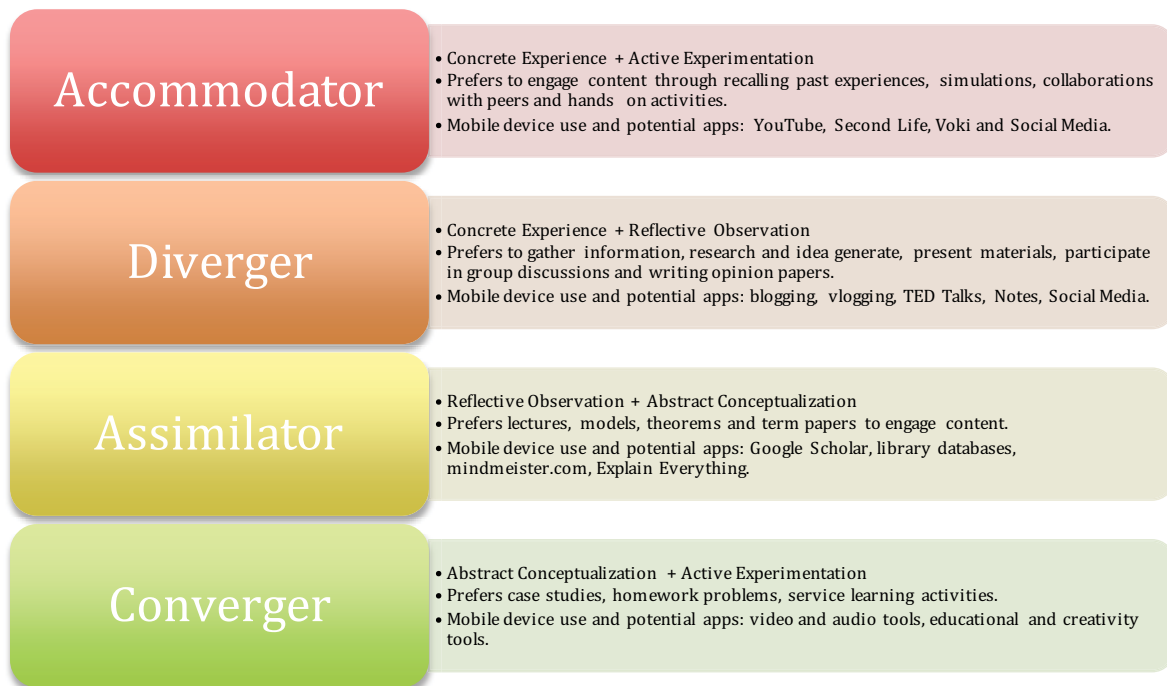 Accommodator
• Concrete Experience + Active Experimentation
• Prefers to engage content through recalling past experiences, simulations, collaborations
with peers and hands on activities.
• Mobile device use and potential apps: YouTube, Second Life, Voki and Social Media.
Diverger
• Concrete Experience + Reflective Observation
• Prefers to gather information, research and idea generate, present materials, participate
in group discussions and writing opinion papers.
• Mobile device use and potential apps: blogging, vlogging, TED Talks, Notes, Social Media.
Assimilator
• Reflective Observation + Abstract Conceptualization
• Prefers lectures, models, theorems and term papers to engage content.
• Mobile device use and potential apps: Google Scholar, library databases,
mindmeister.com, Explain Everything.
Converger
• Abstract Conceptualization + Active Experimentation
• Prefers case studies, homework problems, service learning activities.
• Mobile device use and potential apps: video and audio tools, educational and creativity
tools.